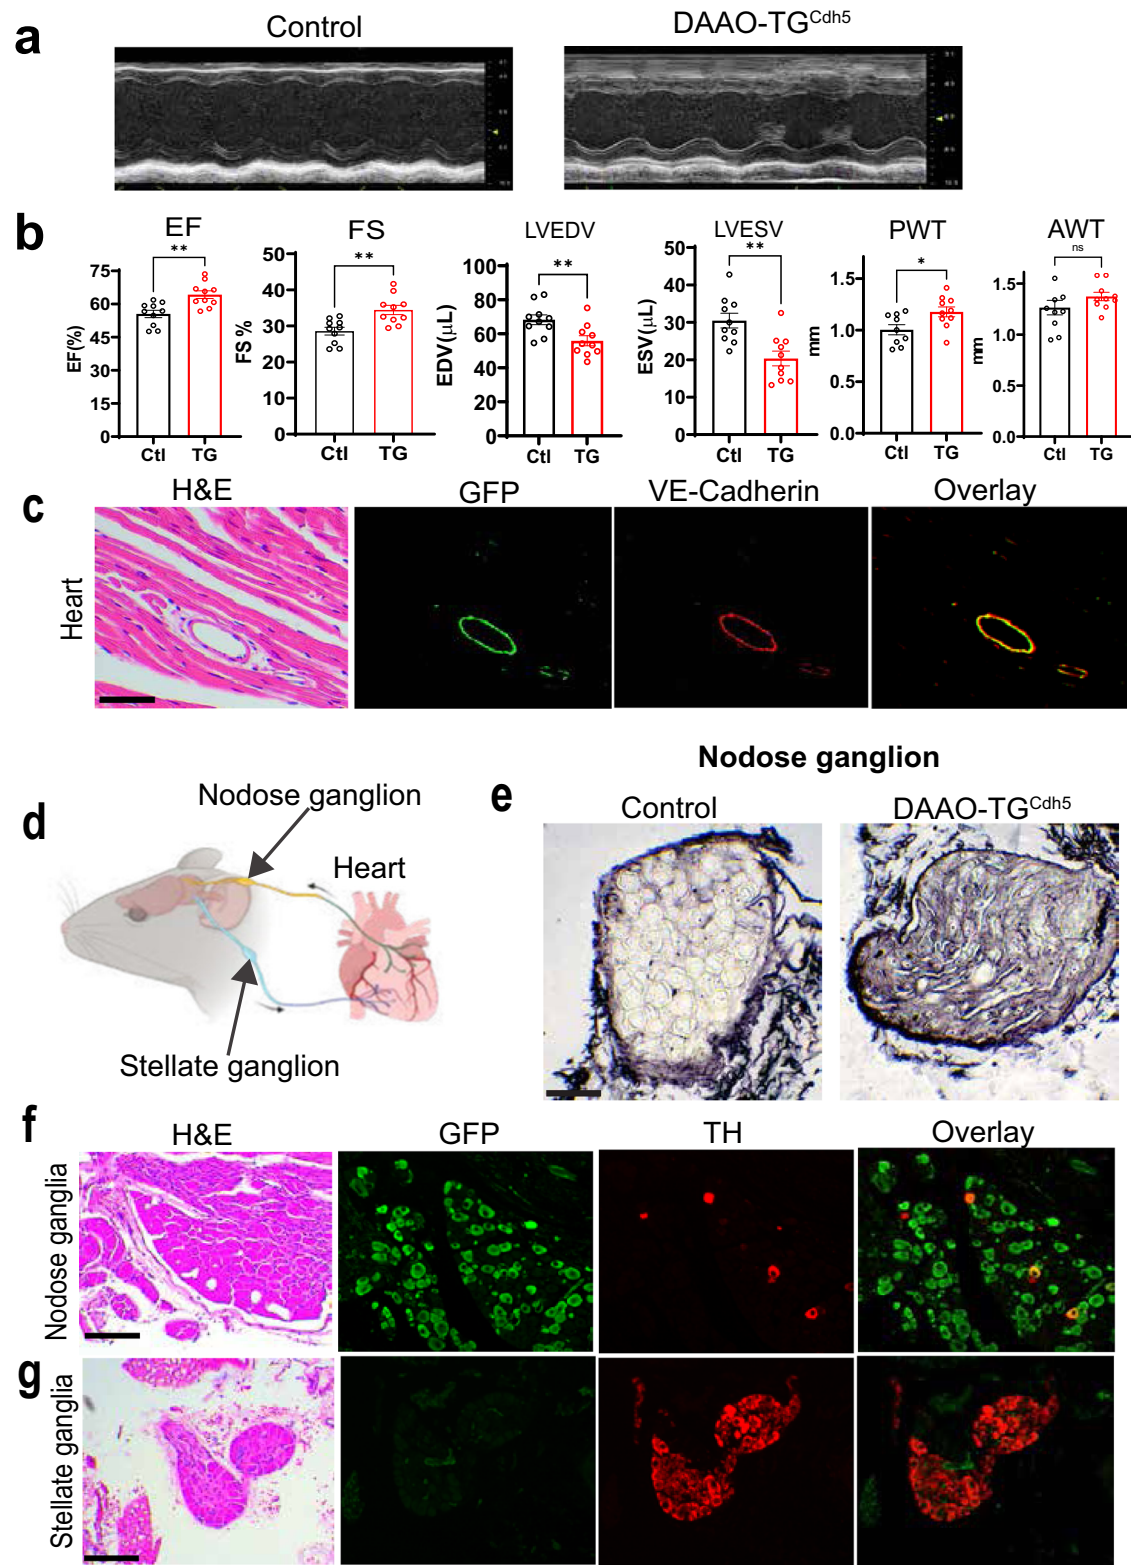 a
Control
DAAO-TGCdh5
b
EF
FS
LVEDV
LVESV
PWT
AWT
**
**
**
**
*
ns
EF(%)
75
60
45
30
15
0
Ctl TG
FS %
50
40
30
20
10
0
Ctl TG
EDV(μL)
100
80
60
40
20
0
Ctl TG
ESV(μL)
50
40
30
20
10
0
Ctl TG
mm
1.5
1.0
0.5
0.0
Ctl TG
mm
1.5
1.0
0.5
0.0
Ctl TG
c
H&E
GFP
VE-Cadherin
Overlay
Heart
d
Nodose ganglion
Heart
Stellate ganglion
Nodose ganglion
e
Control
DAAO-TGCdh5
f
H&E
GFP
TH
Overlay
Nodose ganglia
g
Stellate ganglia